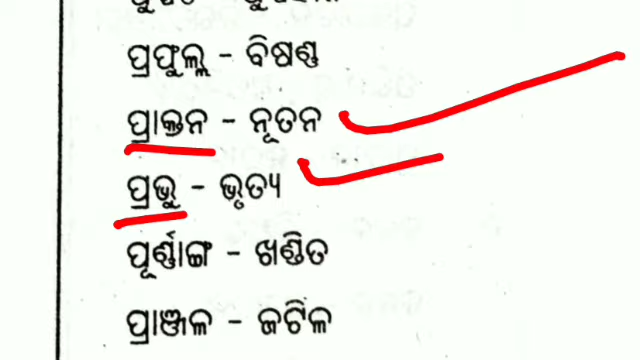 ପ୍ରଫୁଲ୍ଲ - ବିଷଣ୍ଣ
ପ୍ରାକ୍ତନ - ନୂତନ
ପ୍ରଭୁ - ଭୃତ୍ୟ
ପୂର୍ଣ୍ଣାଙ୍ଗ - ଖଣ୍ଡିତ
ପ୍ରାଞ୍ଜଳ - ଜଟିଳ